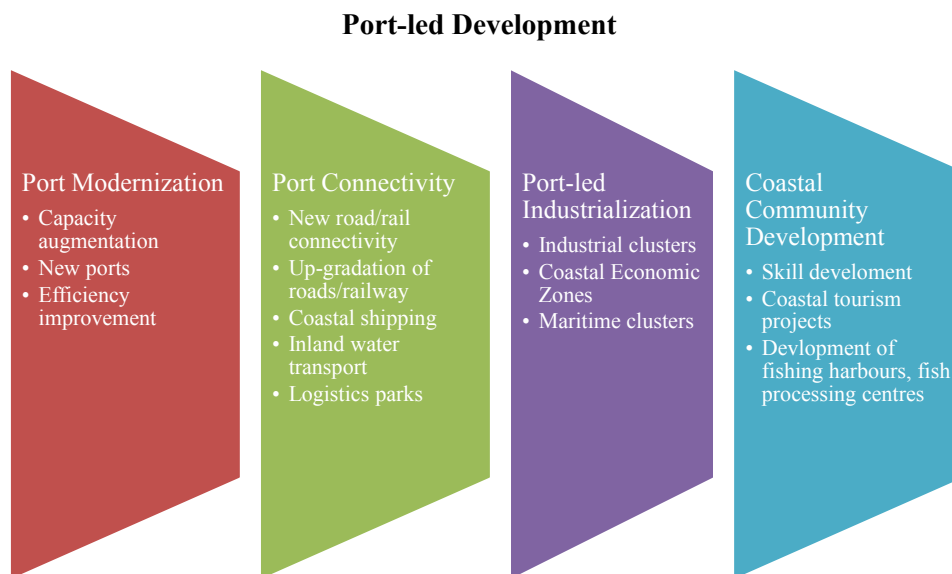 Port-led Development
Port Modernization
• Capacity
augmentation
• New ports
• Efficiency
improvement
Port Connectivity
• New road/rail
connectivity
• Up-gradation of
roads/railway
• Coastal shipping
• Inland water
transport
• Logistics parks
Port-led
Industrialization
• Industrial clusters
• Coastal Economic
Zones
• Maritime clusters
Coastal
Community
Development
• Skill develoment
• Coastal tourism
projects
• Devlopment of
fishing harbours, fish
processing centres